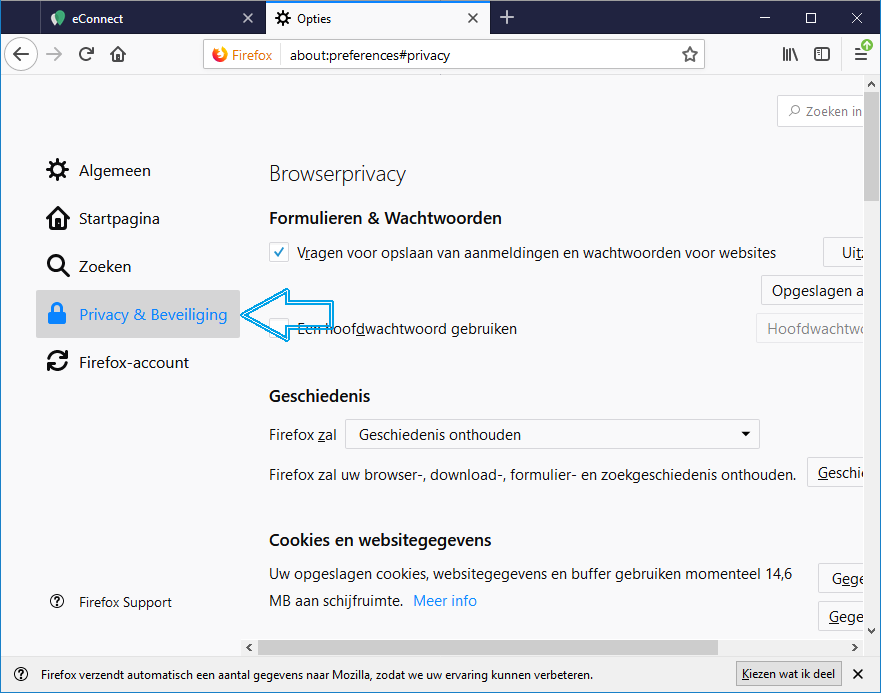 eConnect
Opties
Firefox
about:preferences#privacy
Zoeken in
Algemeen
Startpagina
Zoeken
Privacy & Beveiliging
Firefox-account
Firefox Support
Browserprivacy
Formulieren & Wachtwoorden
Vragen voor opslaan van aanmeldingen en wachtwoorden voor websites
Uitz
Opgeslagen a
Een hoofdwachtwoord gebruiken
Hoofdwachtwo
Geschiedenis
Firefox zal
Geschiedenis onthouden
Firefox zal uw browser-, download-, formulier- en zoekgeschiedenis onthouden.
Geschie
Cookies en websitegegevens
Uw opgeslagen cookies, websitegegevens en buffer gebruiken momenteel 14,6
MB aan schijfruimte. Meer info
Gege
Gege
Firefox verzendt automatisch een aantal gegevens naar Mozilla, zodat we uw ervaring kunnen verbeteren.
Kiezen wat ik deel